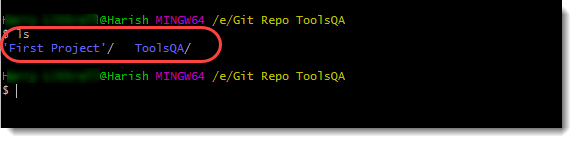 @Harish MINGW64 /e/Git Repo ToolsQA
$ ls
'First Project'/ ToolsQA/
@Harish MINGW64 /e/Git Repo ToolsQA
$